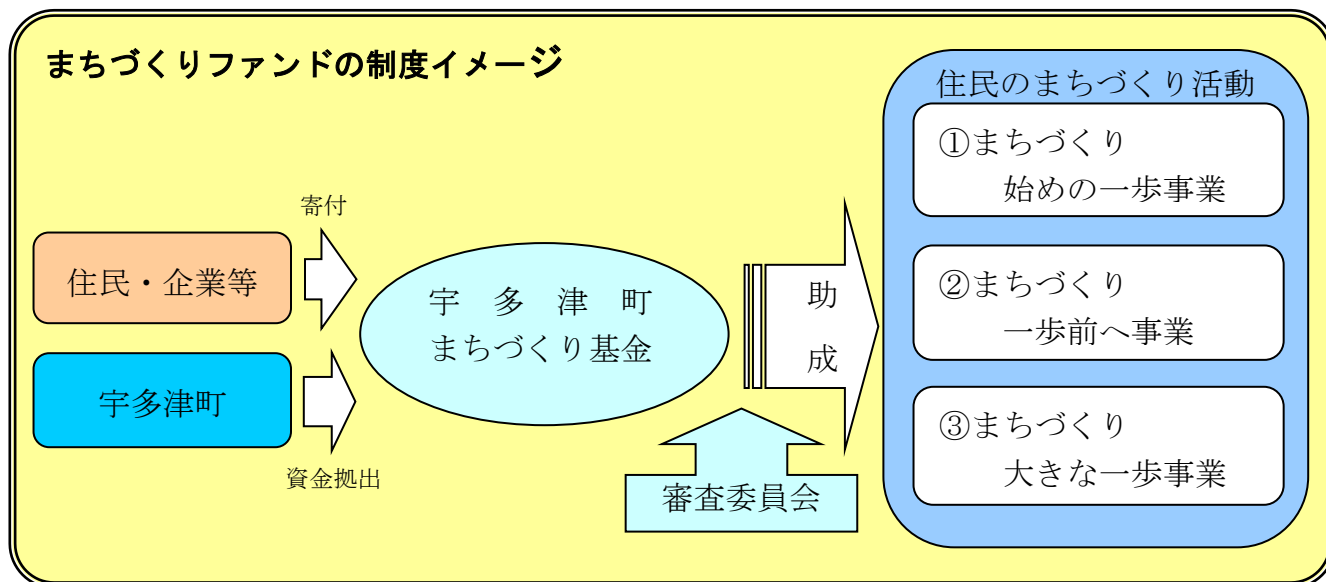 まちづくりファンドの制度イメージ
住民・企業等
寄付
宇多津町
資金拠出
宇 多 津 町
まちづくり基金
助
成
審査委員会
住民のまちづくり活動
①まちづくり
始めの一歩事業
②まちづくり
一歩前へ事業
③まちづくり
大きな一歩事業